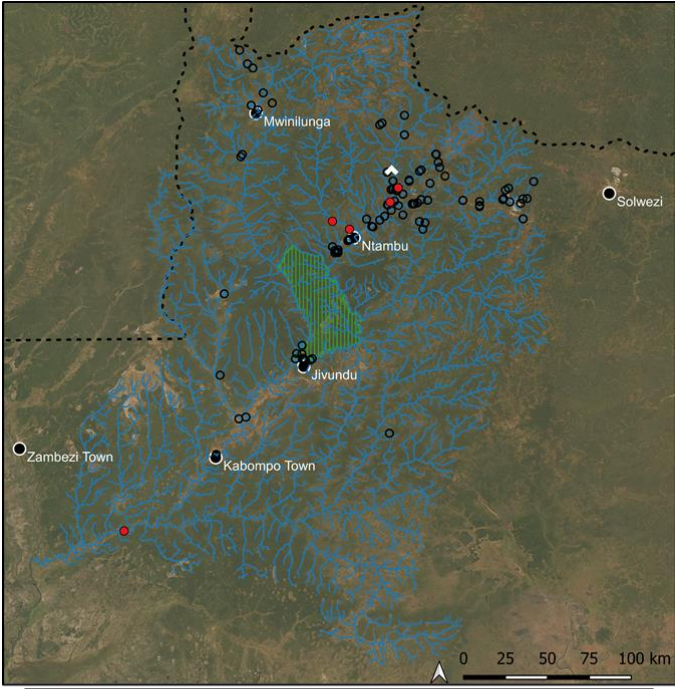 Mwinilunga
Solwezi
Ntambu
Jivundu
Zambezi Town
Kabompo Town
0 25 50 75 100 km